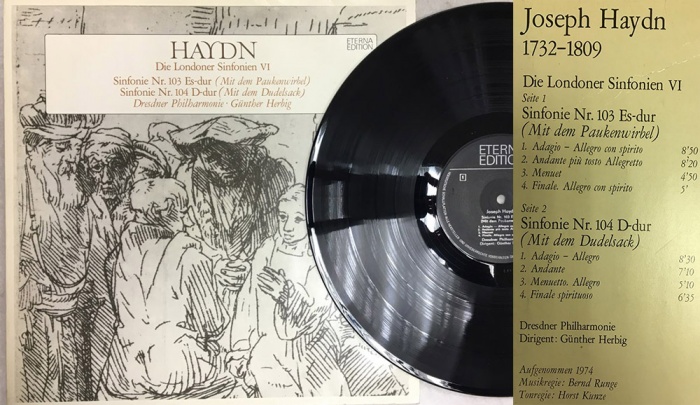 HAYDN
Die Londoner Sinfonien VI
Sinfonie Nr. 103 Es-dur (Mit dem Paukenwirbel)
Sinfonie Nr. 104 D-dur (Mit dem Dudelsack)
Dresdner Philharmonie · Günther Herbig
ETERNA
EDITION
ETERNA
EDITION
1
Joseph Haydn
1732–1809
Die Londoner Sinfonien VI
Seite 1
Sinfonie Nr. 103 Es-dur
(Mit dem Paukenwirbel)
1. Adagio – Allegro con spirito 8'50
2. Andante più tosto Allegretto 8'20
3. Menuet 4'50
4. Finale. Allegro con spirito 5'
Seite 2
Sinfonie Nr. 104 D-dur
(Mit dem Dudelsack)
1. Adagio – Allegro 8'30
2. Andante 7'10
3. Menuetto. Allegro 5'10
4. Finale spirituoso 6'35
Dresdner Philharmonie
Dirigent: Günther Herbig
Aufgenommen 1974
Musikregie: Bernd Runge
Tonregie: Horst Kunze